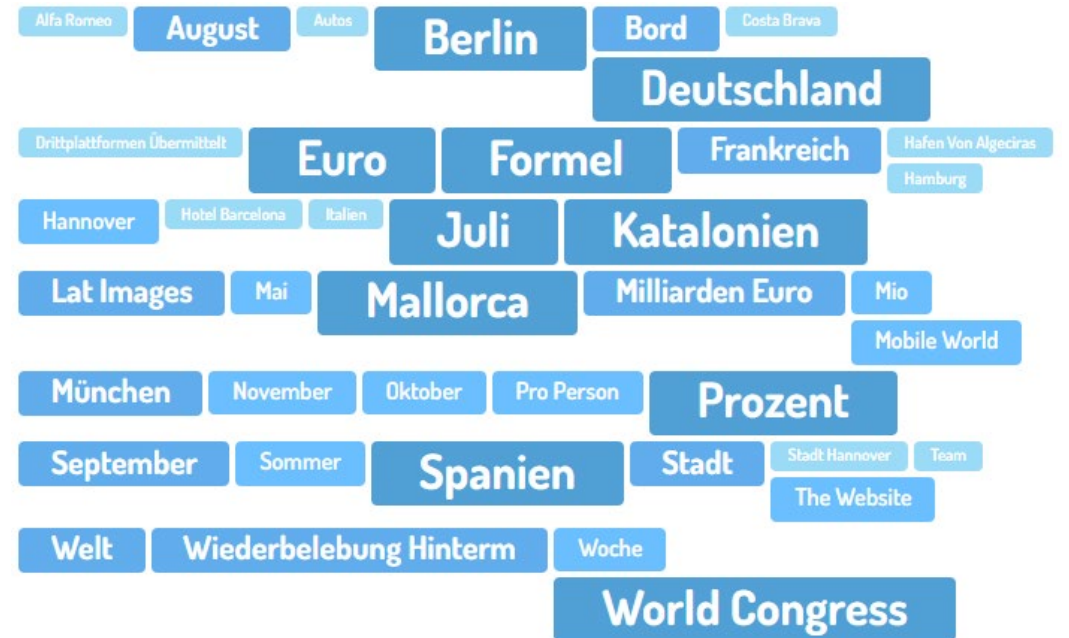 Alfa Romeo August Autos Berlin Bord Costa Brava
Deutschland
Drittplattformen Übermittelt Euro Formel Frankreich Hafen Von Algeciras
Hamburg
Hannover Hotel Barcelona Italien Juli Katalonien
Lat Images Mai Mallorca Milliarden Euro Mio
Mobile World
München November Oktober Pro Person Prozent
September Sommer Spanien Stadt Stadt Hannover Team
The Website
Welt Wiederbelebung Hinterm Woche
World Congress